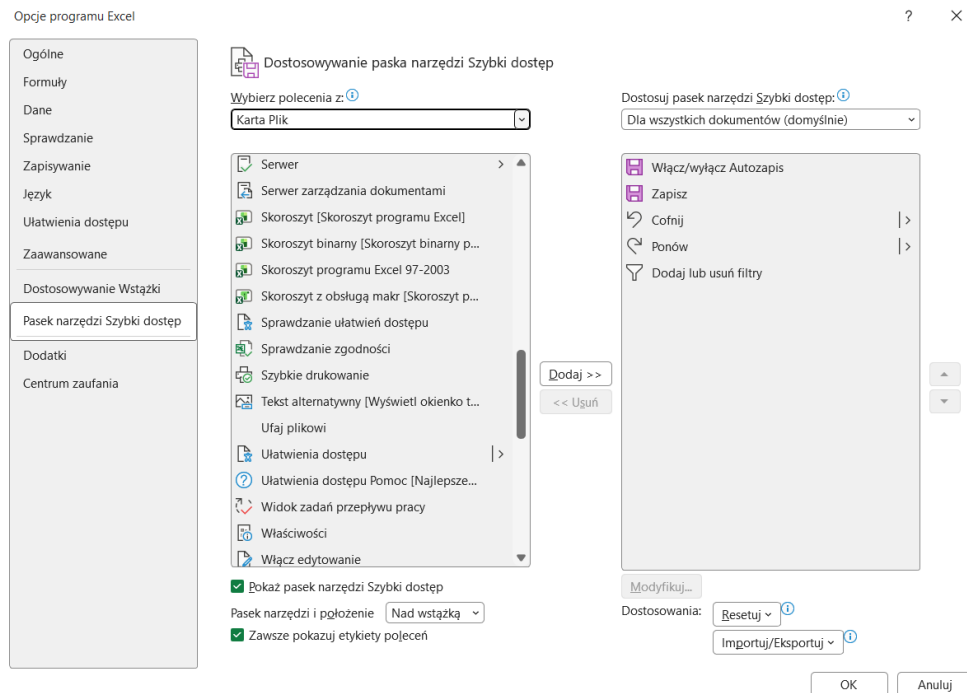 Opcje programu Excel
?
Ogólne
Formuły
Dane
Sprawdzanie
Zapisywanie
Język
Ułatwienia dostępu
Zaawansowane
Dostosowywanie Wstążki
Pasek narzędzi Szybki dostęp
Dodatki
Centrum zaufania
Dostosowywanie paska narzędzi Szybki dostęp
Wybierz polecenia z:
Karta Plik
Serwer
Serwer zarządzania dokumentami
Skoroszyt [Skoroszyt programu Excel]
Skoroszyt binarny [Skoroszyt binarny p...
Skoroszyt programu Excel 97-2003
Skoroszyt z obsługą makr [Skoroszyt p...
Sprawdzanie ułatwień dostępu
Sprawdzanie zgodności
Szybkie drukowanie
Tekst alternatywny [Wyświetl okienko t...
Ufaj plikowi
Ułatwienia dostępu
Ułatwienia dostępu Pomoc [Najlepsze...
Widok zadań przepływu pracy
Właściwości
Włącz edytowanie
Pokaż pasek narzędzi Szybki dostęp
Pasek narzędzi i położenie Nad wstążką
Zawsze pokazuj etykiety poleceń
Dodaj >>
<< Usuń
Dostosuj pasek narzędzi Szybki dostęp:
Dla wszystkich dokumentów (domyślnie)
Włącz/wyłącz Autozapis
Zapisz
Cofnij
Ponów
Dodaj lub usuń filtry
Modyfikuj...
Dostosowania: Resetuj
Importuj/Eksportuj
OK Anuluj